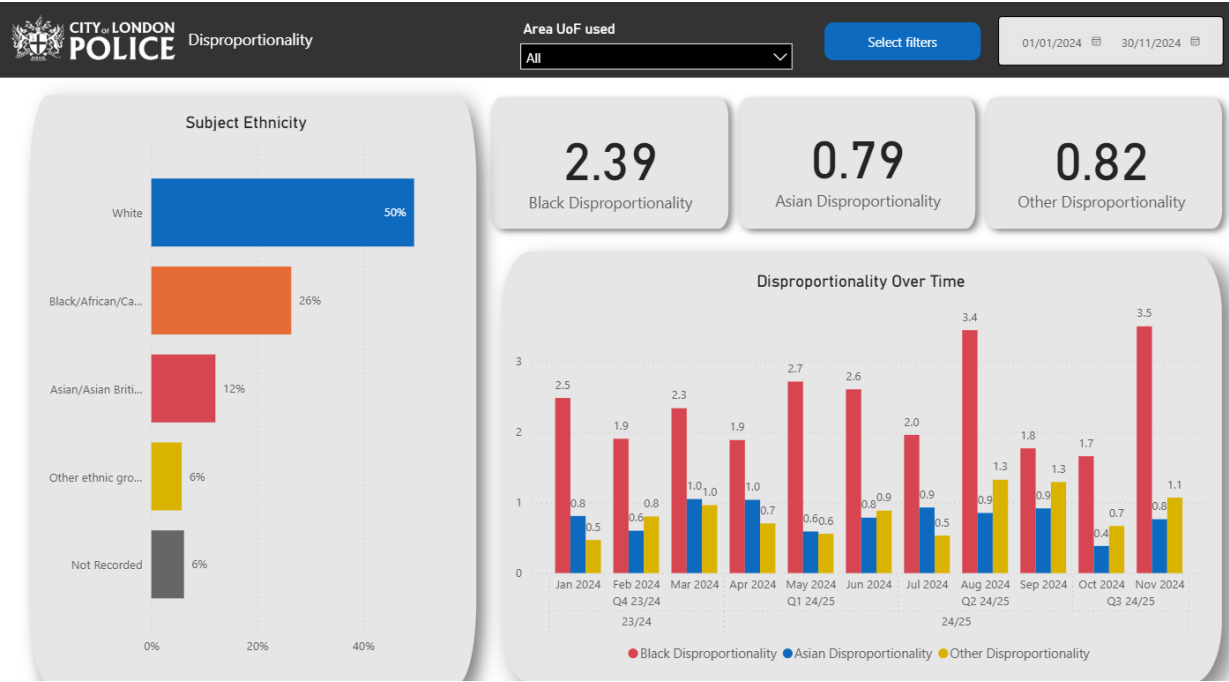 CITY OF LONDON
POLICE
Disproportionality
Area UoF used
All
Select filters
01/01/2024
30/11/2024
Subject Ethnicity
White
50%
Black/African/Ca...
26%
Asian/Asian Briti...
12%
Other ethnic gro...
6%
Not Recorded
6%
0%
20%
40%
2.39
Black Disproportionality
0.79
Asian Disproportionality
0.82
Other Disproportionality
Disproportionality Over Time
3
2
1
0
2.5
0.8
0.5
1.9
0.6
0.8
2.3
1.0
1.0
1.9
1.0
0.7
2.7
0.6
0.6
2.6
0.8
0.9
2.0
0.9
0.5
3.4
0.9
1.3
1.8
0.9
1.3
1.7
0.4
0.7
3.5
0.8
1.1
Jan 2024 Feb 2024 Mar 2024 Apr 2024 May 2024 Jun 2024 Jul 2024 Aug 2024 Sep 2024 Oct 2024 Nov 2024
Q4 23/24 Q1 24/25 Q2 24/25 Q3 24/25
23/24 24/25
Black Disproportionality Asian Disproportionality Other Disproportionality